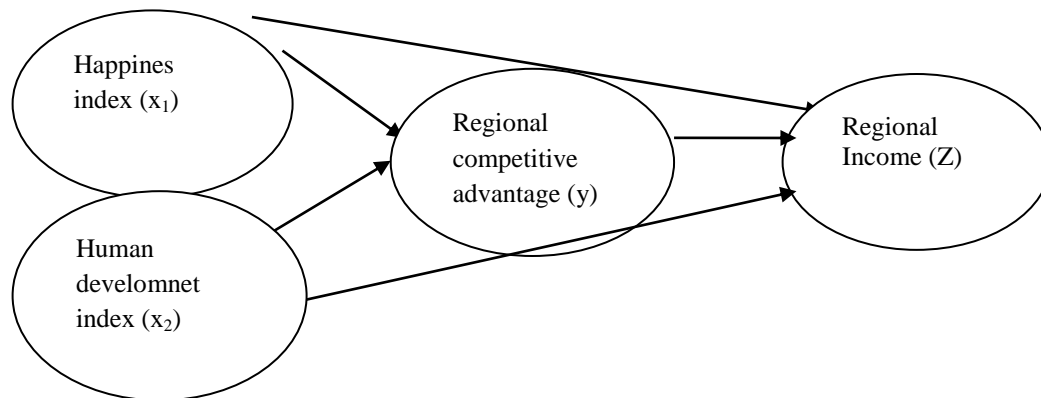 Happines
index (x₁)
Regional
competitive
advantage (y)
Regional
Income (Z)
Human
develomnet
index (x₂)